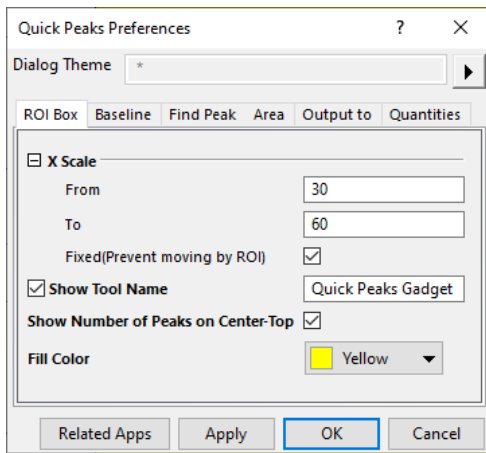 Quick Peaks Preferences ?
Dialog Theme *
ROI Box Baseline Find Peak Area Output to Quantities
X Scale
From 30
To 60
Fixed(Prevent moving by ROI)
Show Tool Name Quick Peaks Gadget
Show Number of Peaks on Center-Top
Fill Color Yellow
Related Apps Apply OK Cancel